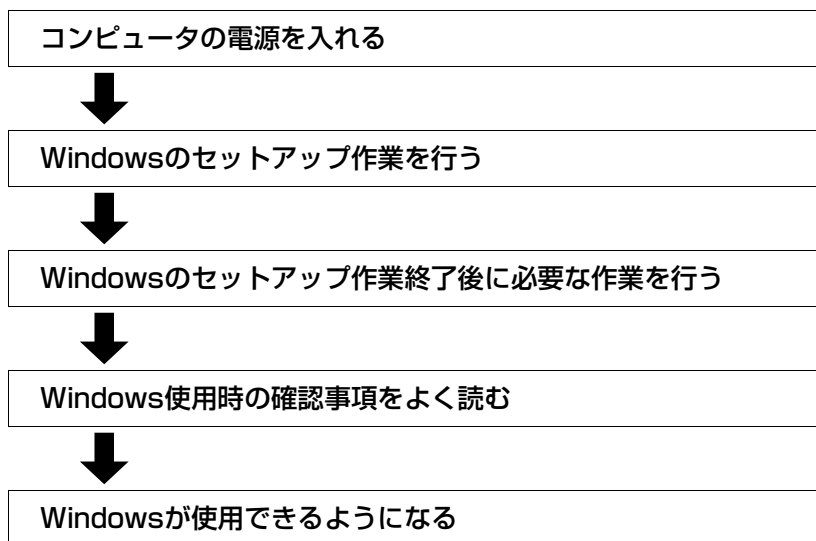 コンピュータの電源を入れる
Windowsのセットアップ作業を行う
Windowsのセットアップ作業終了後に必要な作業を行う
Windows使用時の確認事項をよく読む
Windowsが使用できるようになる